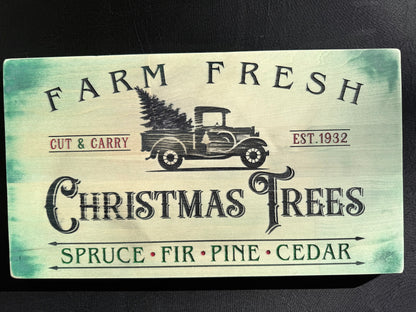 FARM FRESH
CUT & CARRY
EST.1932
CHRISTMAS TREES
SPRUCE • FIR • PINE • CEDAR